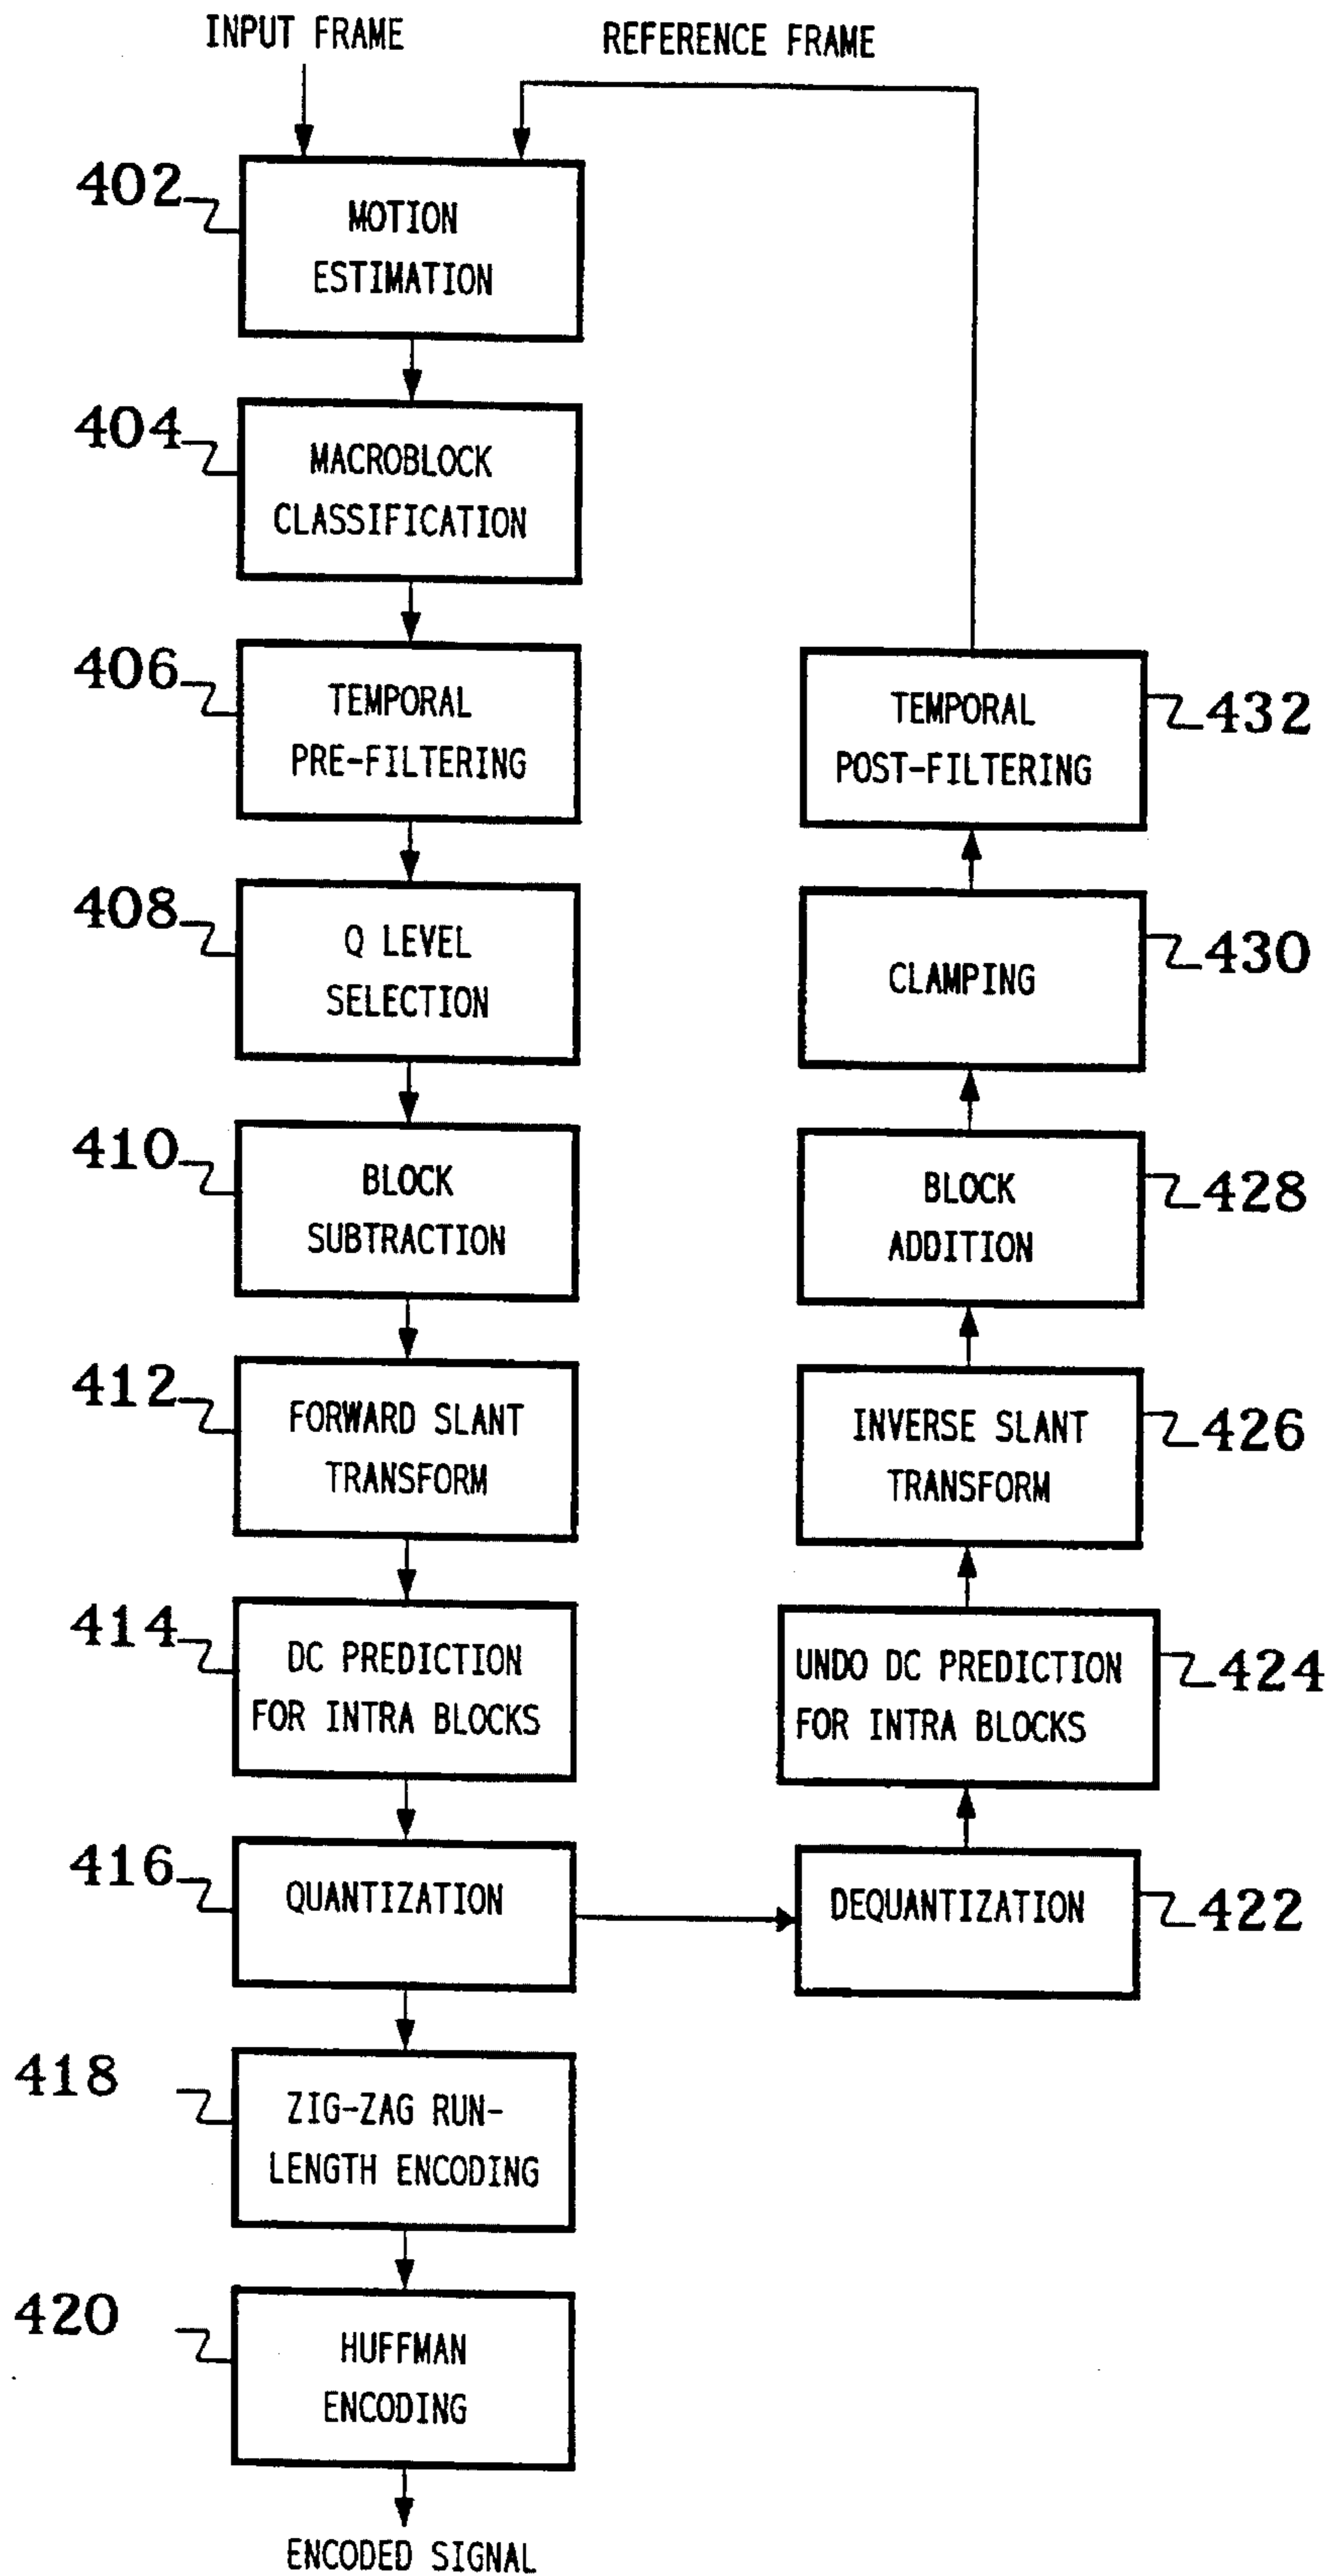 INPUT FRAME
REFERENCE FRAME
402
MOTION
ESTIMATION
404
MACROBLOCK
CLASSIFICATION
406
TEMPORAL
PRE-FILTERING
408
Q LEVEL
SELECTION
410
BLOCK
SUBTRACTION
412
FORWARD SLANT
TRANSFORM
414
DC PREDICTION
FOR INTRA BLOCKS
416
QUANTIZATION
418
ZIG-ZAG RUN-
LENGTH ENCODING
420
HUFFMAN
ENCODING
ENCODED SIGNAL
TEMPORAL
POST-FILTERING
432
CLAMPING
430
BLOCK
ADDITION
428
INVERSE SLANT
TRANSFORM
426
UNDO DC PREDICTION
FOR INTRA BLOCKS
424
DEQUANTIZATION
422